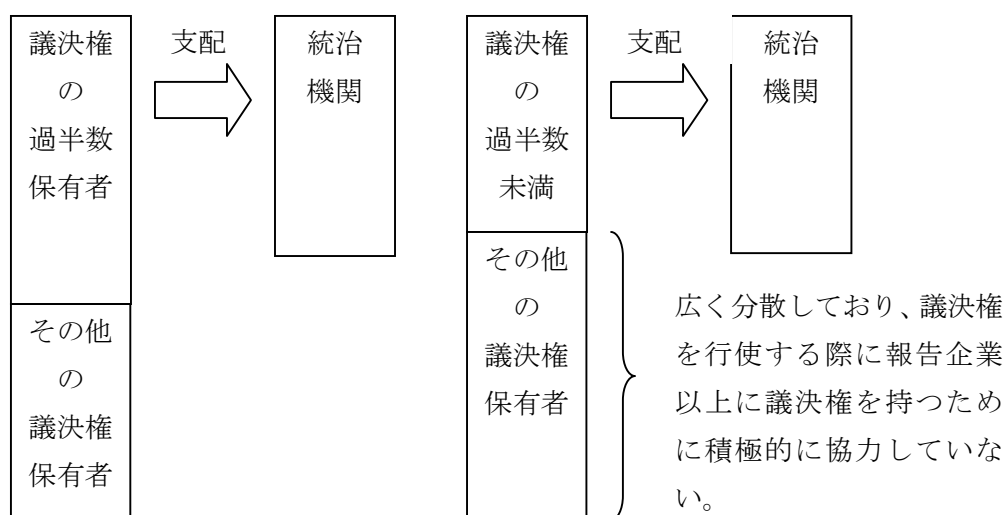 議決権
の
過半数
保有者
その他
の
議決権
保有者
支配
統治
機関
議決権
の
過半数
未満
その他
の
議決権
保有者
支配
統治
機関
広く分散しており、議決権
を行使する際に報告企業
以上に議決権を持つため
に積極的に協力していな
い。